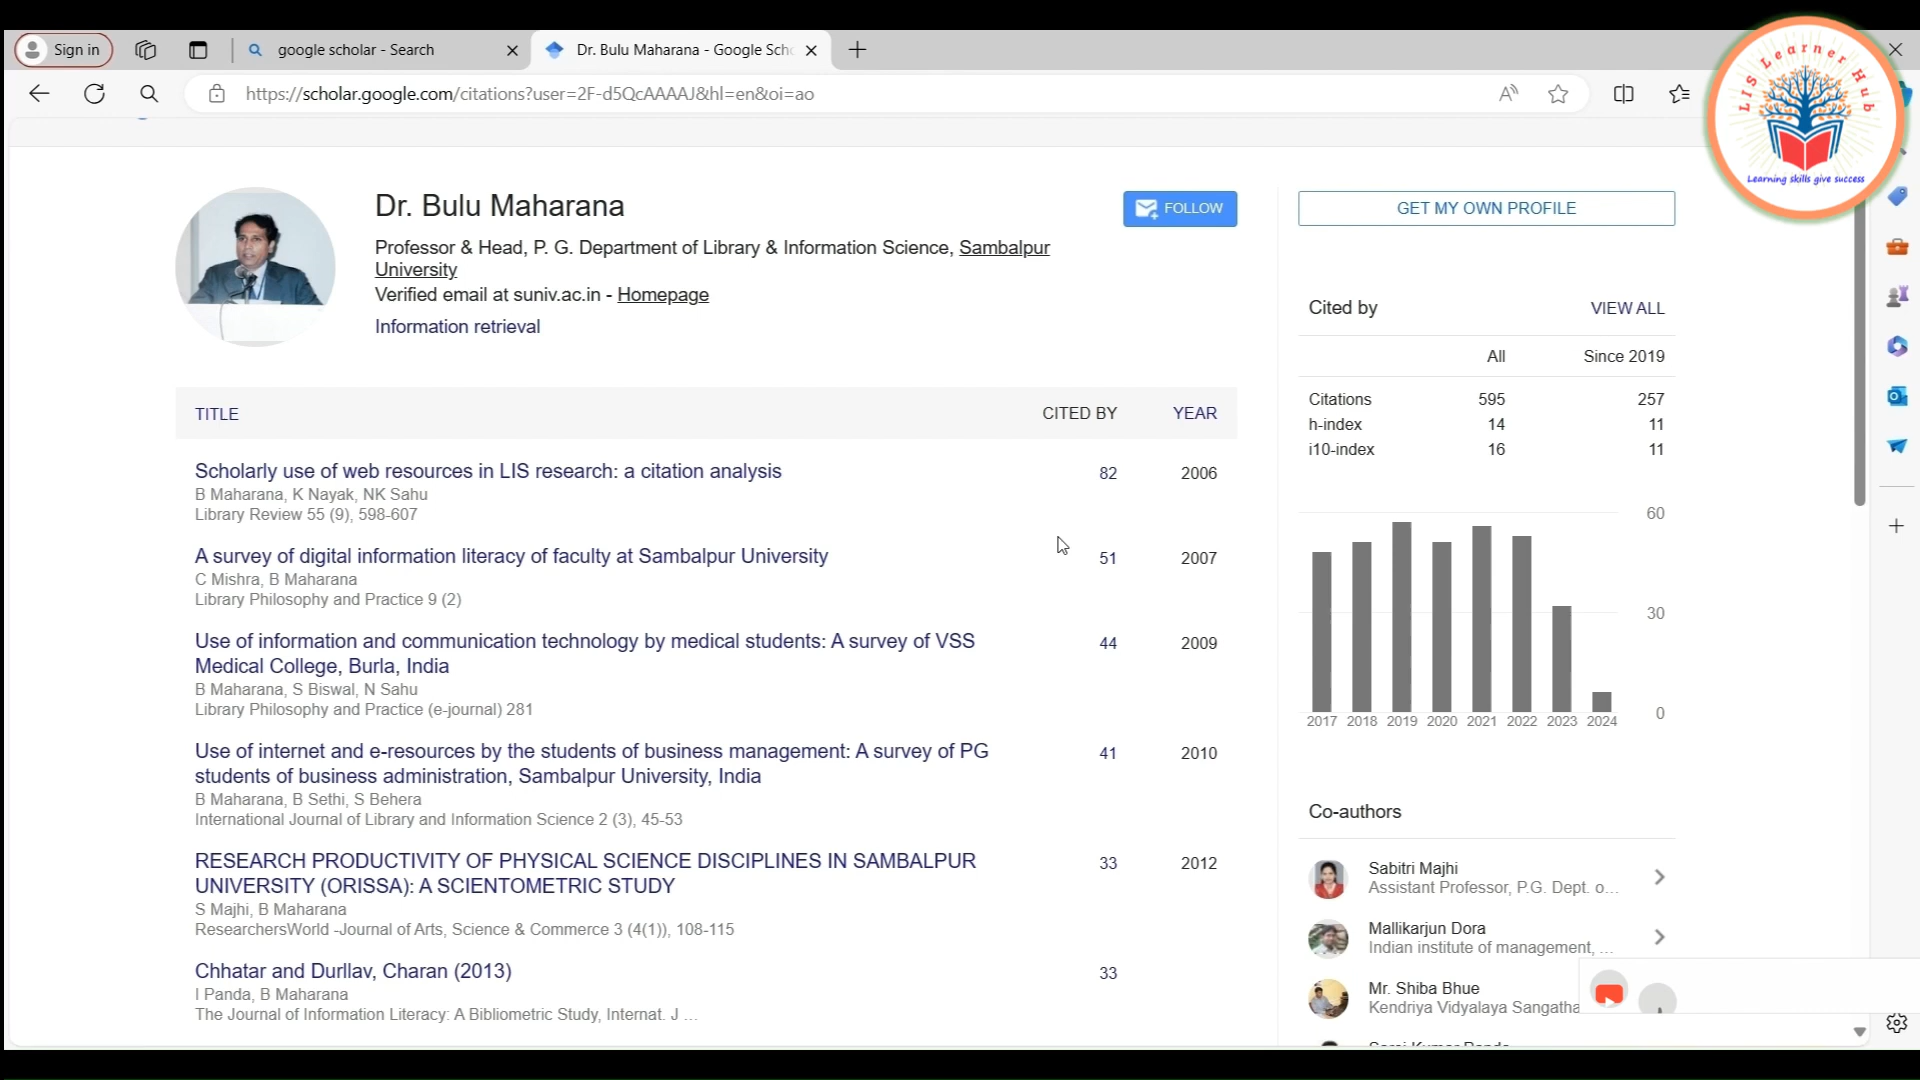 Sign in
google scholar - Search
Dr. Bulu Maharana - Google Scho
https://scholar.google.com/citations?user=2F-d5QcAAAAJ&hl=en&oi=ao
LIS Learner Hub
Learning skills give success
Dr. Bulu Maharana
FOLLOW
Professor & Head, P. G. Department of Library & Information Science, Sambalpur
University
Verified email at suniv.ac.in - Homepage
Information retrieval
TITLE CITED BY YEAR
Scholarly use of web resources in LIS research: a citation analysis 82 2006
B Maharana, K Nayak, NK Sahu
Library Review 55 (9), 598-607
A survey of digital information literacy of faculty at Sambalpur University 51 2007
C Mishra, B Maharana
Library Philosophy and Practice 9 (2)
Use of information and communication technology by medical students: A survey of VSS 44 2009
Medical College, Burla, India
B Maharana, S Biswal, N Sahu
Library Philosophy and Practice (e-journal) 281
Use of internet and e-resources by the students of business management: A survey of PG 41 2010
students of business administration, Sambalpur University, India
B Maharana, B Sethi, S Behera
International Journal of Library and Information Science 2 (3), 45-53
RESEARCH PRODUCTIVITY OF PHYSICAL SCIENCE DISCIPLINES IN SAMBALPUR 33 2012
UNIVERSITY (ORISSA): A SCIENTOMETRIC STUDY
S Majhi, B Maharana
ResearchersWorld -Journal of Arts, Science & Commerce 3 (4(1)), 108-115
Chhatar and Durllav, Charan (2013) 33
I Panda, B Maharana
The Journal of Information Literacy: A Bibliometric Study, Internat. J …
GET MY OWN PROFILE
Cited by VIEW ALL
All Since 2019
Citations 595 257
h-index 14 11
i10-index 16 11
60
30
0
2017 2018 2019 2020 2021 2022 2023 2024
Co-authors
Sabitri Majhi
Assistant Professor, P.G. Dept. o…
Mallikarjun Dora
Indian institute of management, …
Mr. Shiba Bhue
Kendriya Vidyalaya Sangatha